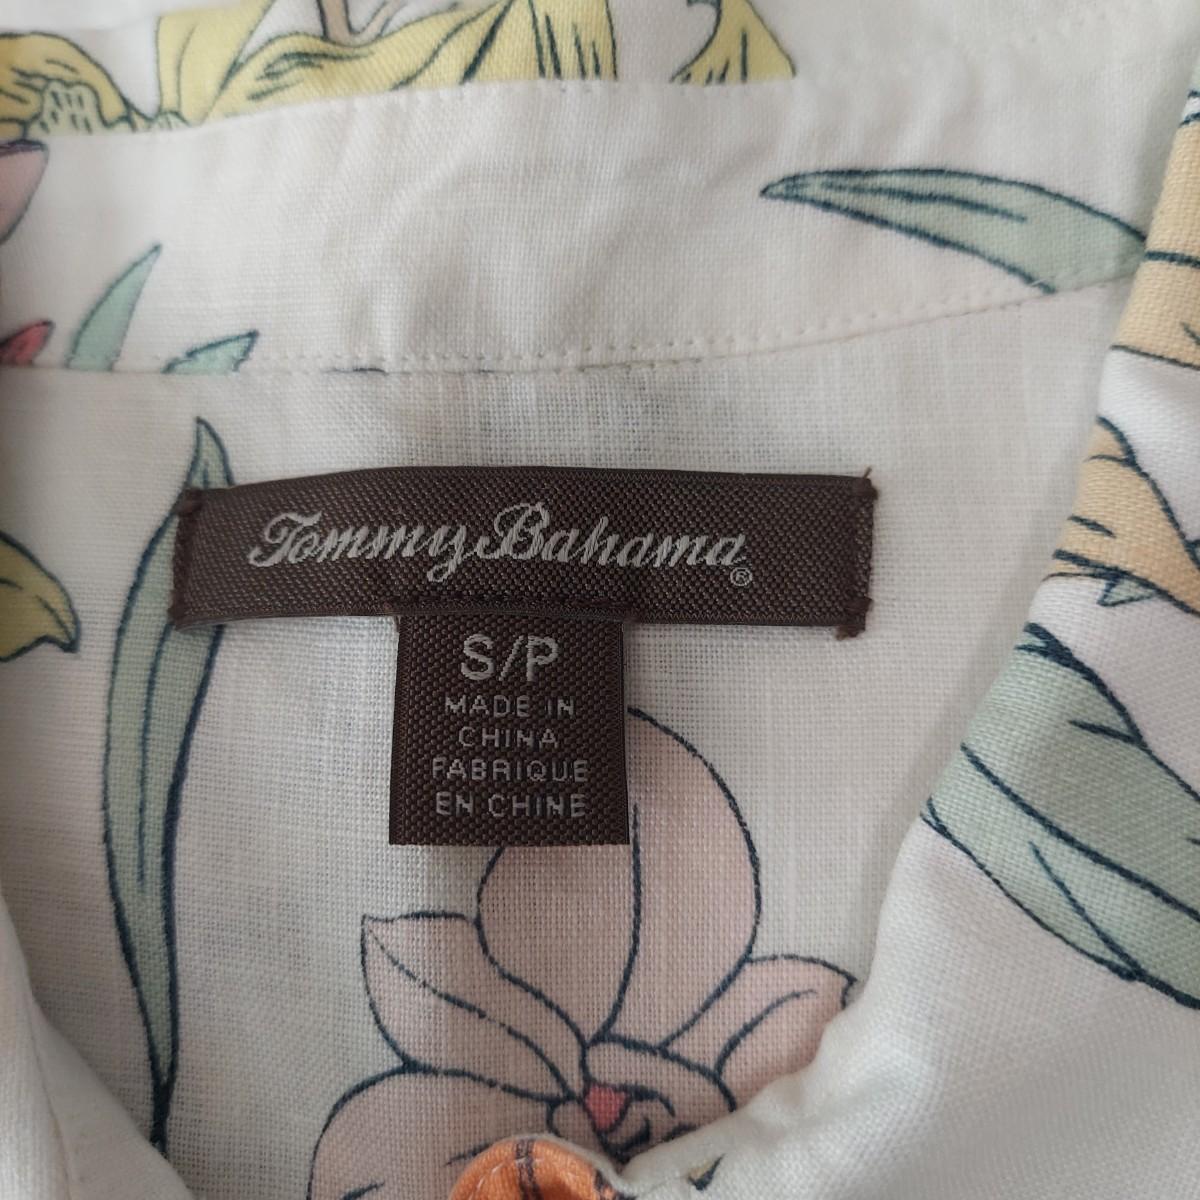 Tommy Bahama®
S/P
MADE IN
CHINA
FABRIQUE
EN CHINE